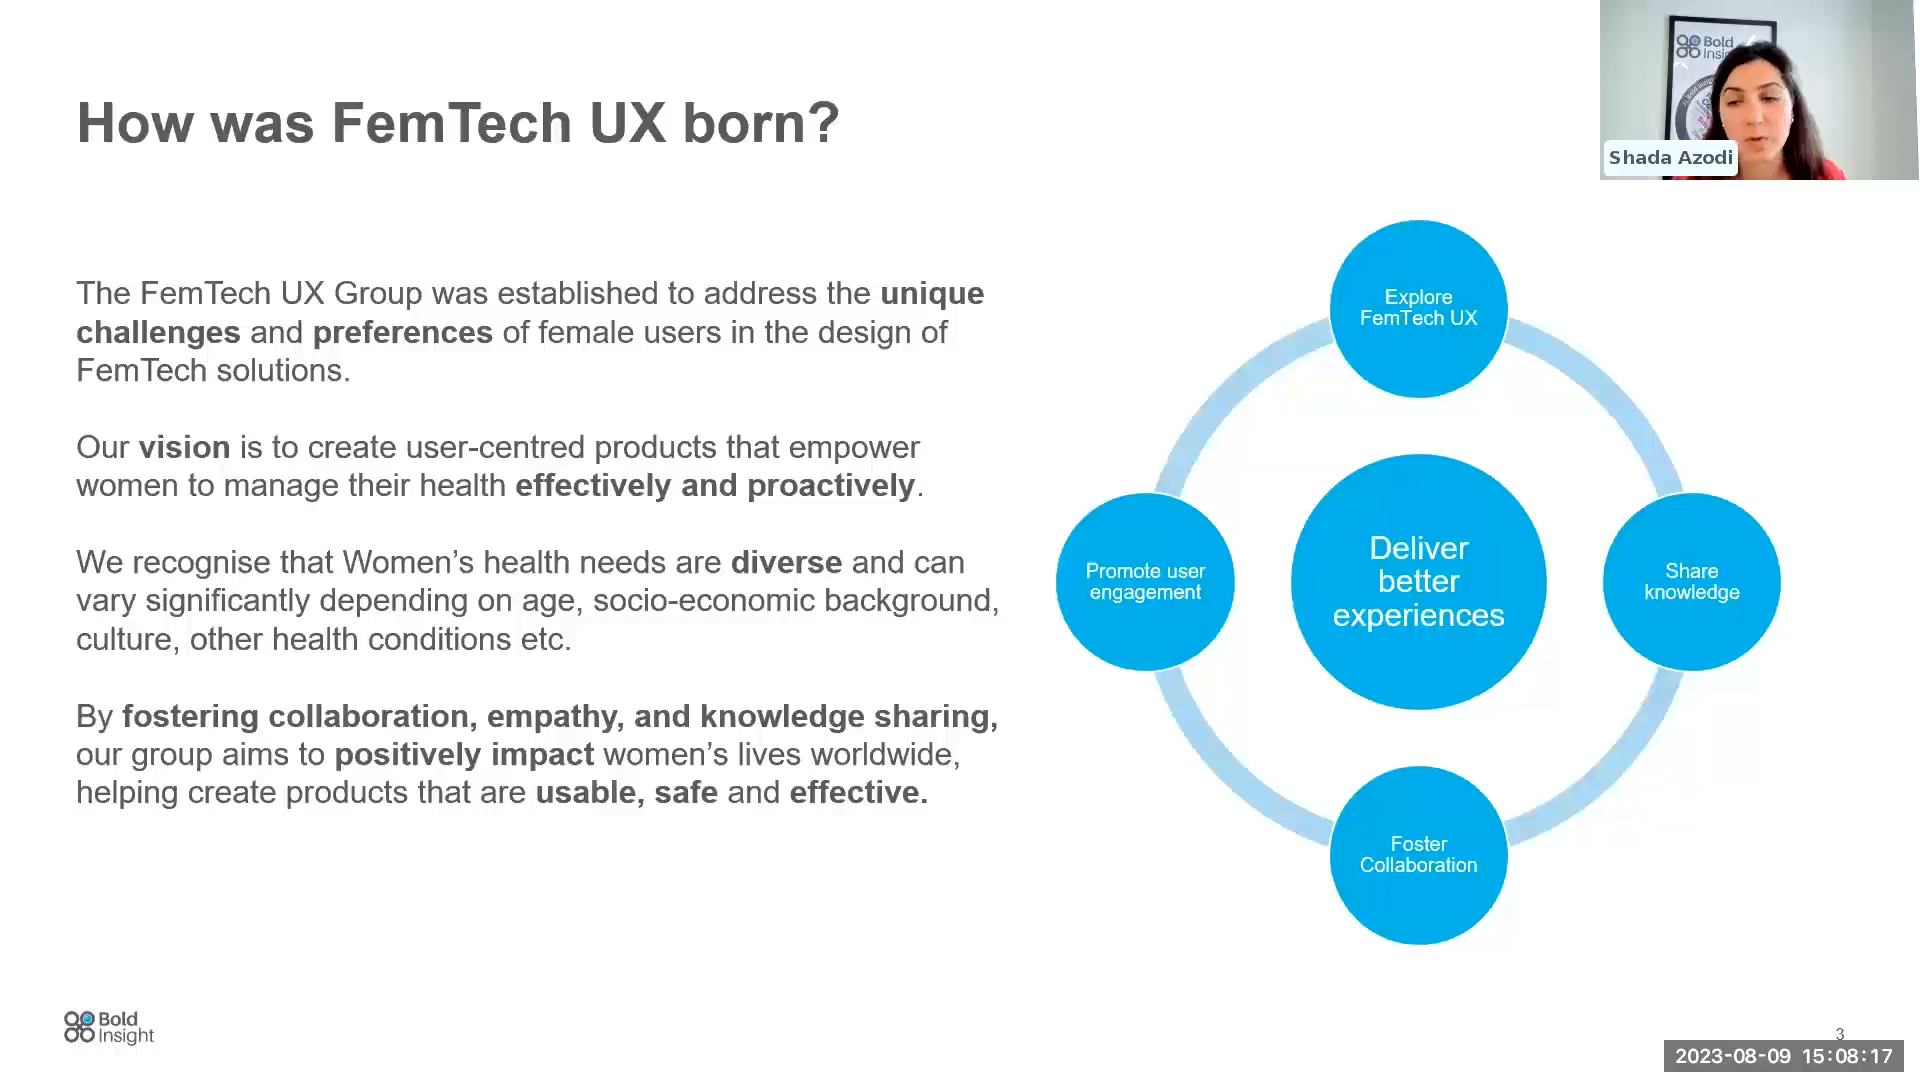 How was FemTech UX born?
Bold
Shada Azodi
The FemTech UX Group was established to address the unique
challenges and preferences of female users in the design of
FemTech solutions.
Our vision is to create user-centred products that empower
women to manage their health effectively and proactively.
We recognise that Women’s health needs are diverse and can
vary significantly depending on age, socio-economic background,
culture, other health conditions etc.
By fostering collaboration, empathy, and knowledge sharing,
our group aims to positively impact women’s lives worldwide,
helping create products that are usable, safe and effective.
Explore
FemTech UX
Promote user
engagement
Deliver
better
experiences
Share
knowledge
Foster
Collaboration
Bold
Insight
3
2023-08-09 15:08:17